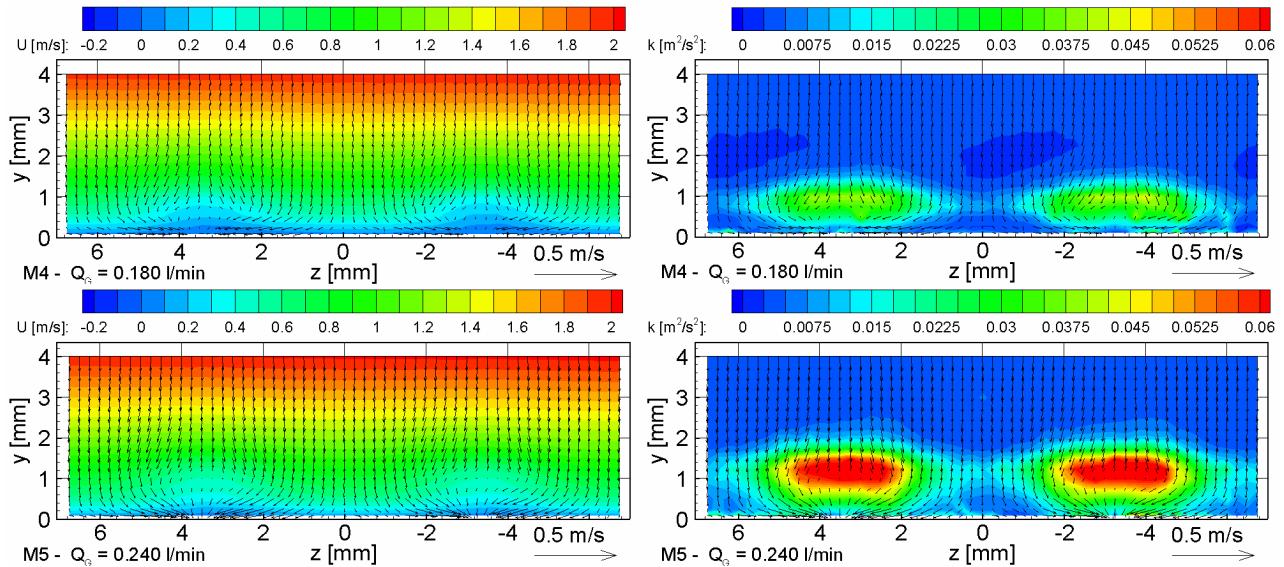 U [m/s]: -0.2 0 0.2 0.4 0.6 0.8 1 1.2 1.4 1.6 1.8 2
k [m²/s²]: 0 0.0075 0.015 0.0225 0.03 0.0375 0.045 0.0525 0.06
4
3
2
1
0
y [mm]
6 4 2 0 -2 -4 0.5 m/s
M4 - Q_G = 0.180 l/min z [mm]
4
3
2
1
0
y [mm]
6 4 2 0 -2 -4 0.5 m/s
M4 - Q_G = 0.180 l/min z [mm]
U [m/s]: -0.2 0 0.2 0.4 0.6 0.8 1 1.2 1.4 1.6 1.8 2
k [m²/s²]: 0 0.0075 0.015 0.0225 0.03 0.0375 0.045 0.0525 0.06
4
3
2
1
0
y [mm]
6 4 2 0 -2 -4 0.5 m/s
M5 - Q_G = 0.240 l/min z [mm]
4
3
2
1
0
y [mm]
6 4 2 0 -2 -4 0.5 m/s
M5 - Q_G = 0.240 l/min z [mm]